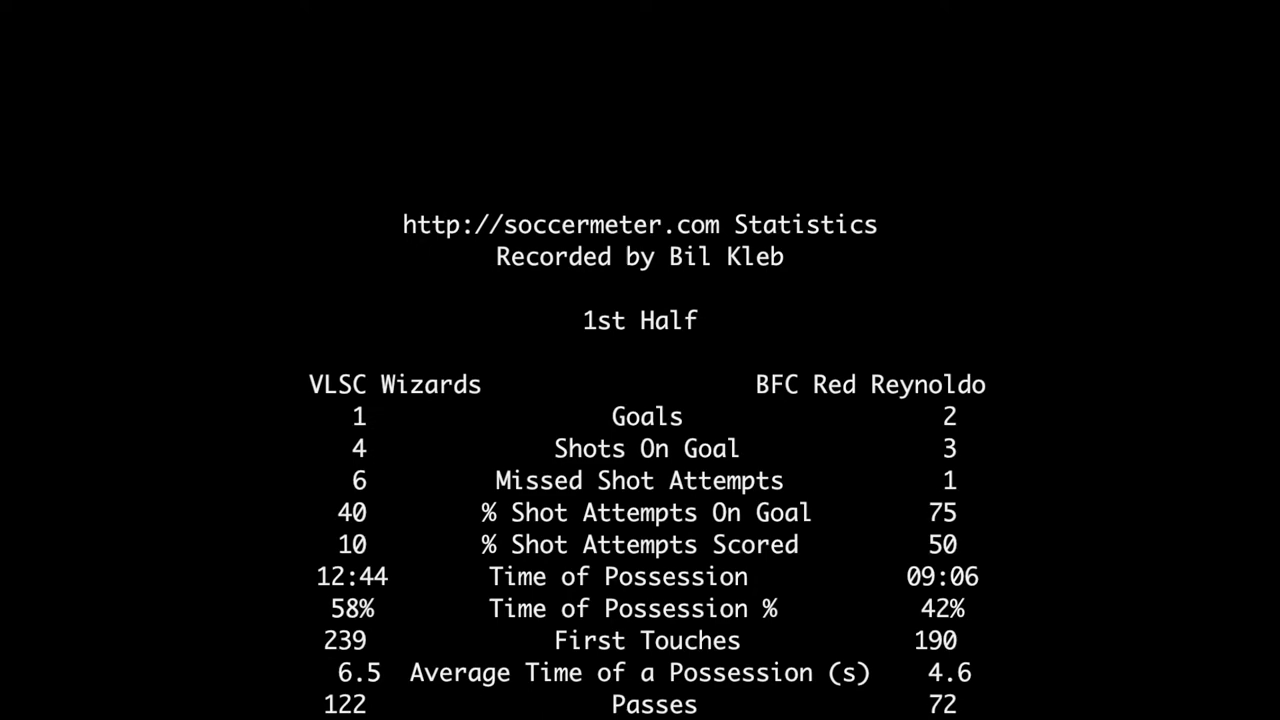 http://soccermeter.com Statistics
Recorded by Bil Kleb
1st Half
VLSC Wizards BFC Red Reynoldo
1 Goals 2
4 Shots On Goal 3
6 Missed Shot Attempts 1
40 % Shot Attempts On Goal 75
10 % Shot Attempts Scored 50
12:44 Time of Possession 09:06
58% Time of Possession % 42%
239 First Touches 190
6.5 Average Time of a Possession (s) 4.6
122 Passes 72